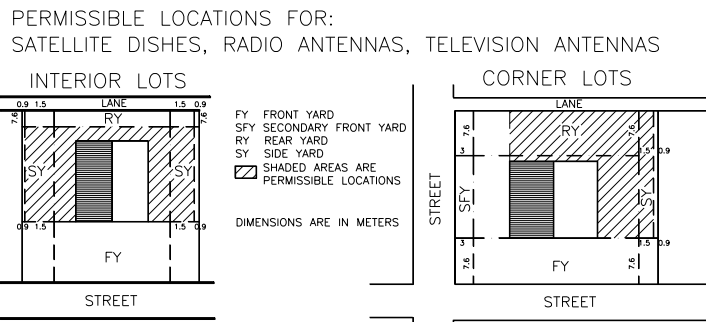 PERMISSIBLE LOCATIONS FOR:
SATELLITE DISHES, RADIO ANTENNAS, TELEVISION ANTENNAS
INTERIOR LOTS
0.9 1.5 LANE 1.5 0.9
7.6 RY 7.6
SY SY
0.9 1.5 1.5 0.9
FY
STREET
FY FRONT YARD
SFY SECONDARY FRONT YARD
RY REAR YARD
SY SIDE YARD
SHADED AREAS ARE
PERMISSIBLE LOCATIONS
DIMENSIONS ARE IN METERS
CORNER LOTS
LANE
7.6 RY 7.6
3 1.5 0.9
STREET SFY SY
3 1.5 0.9
7.6 FY 7.6
STREET